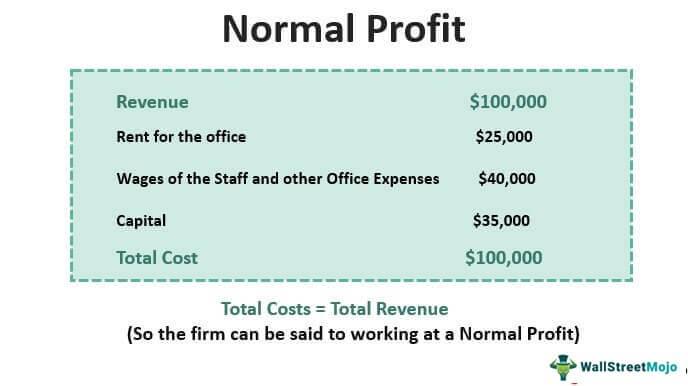 Normal Profit
Revenue $100,000
Rent for the office $25,000
Wages of the Staff and other Office Expenses $40,000
Capital $35,000
Total Cost $100,000
Total Costs = Total Revenue
(So the firm can be said to working at a Normal Profit)
WallStreetMojo